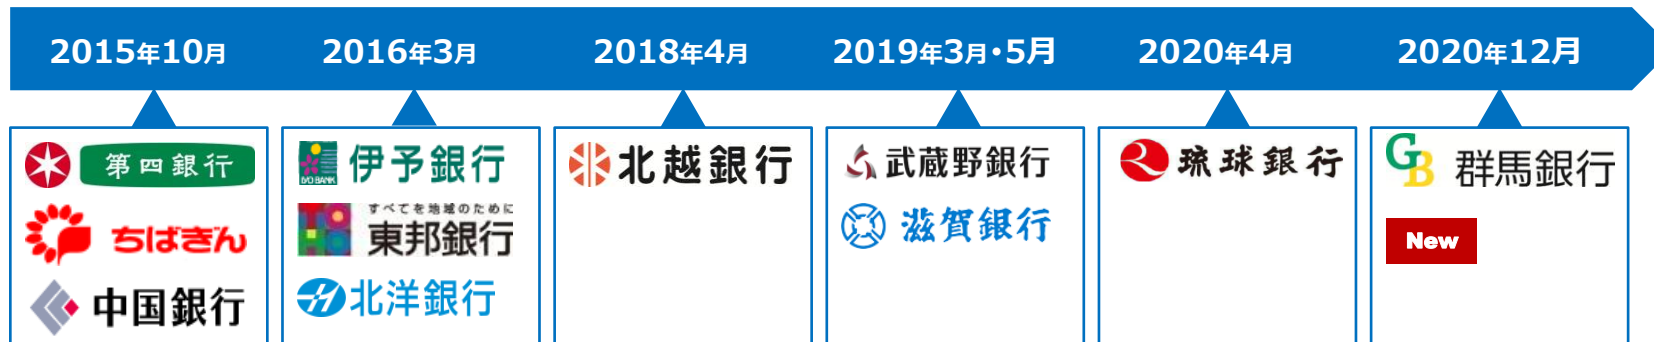 2015年10月
2016年3月
2018年4月
2019年3月・5月
2020年4月
2020年12月
第四銀行
ちばぎん
中国銀行
IYO BANK
伊予銀行
すべてを地域のために
TOHO
東邦銀行
北洋銀行
北越銀行
武蔵野銀行
滋賀銀行
琉球銀行
GB
群馬銀行
New